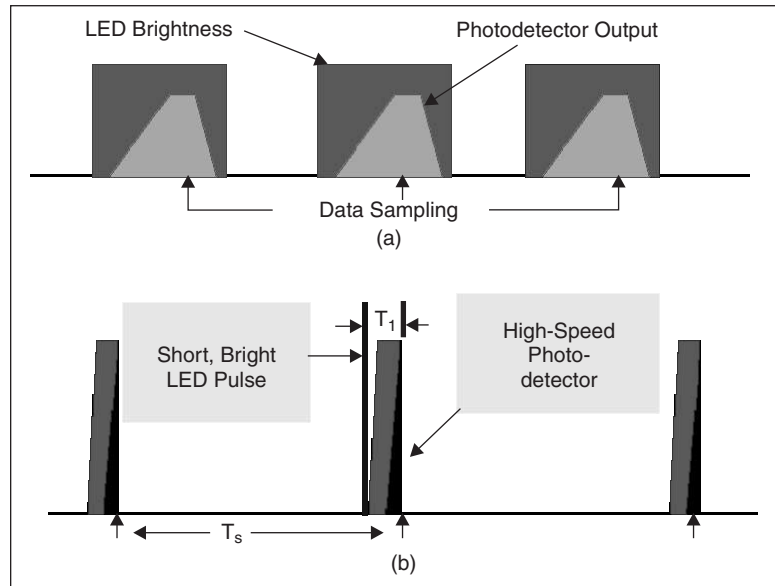 LED Brightness
Photodetector Output
Data Sampling
(a)
T1
Short, Bright
LED Pulse
High-Speed
Photo-
detector
Ts
(b)